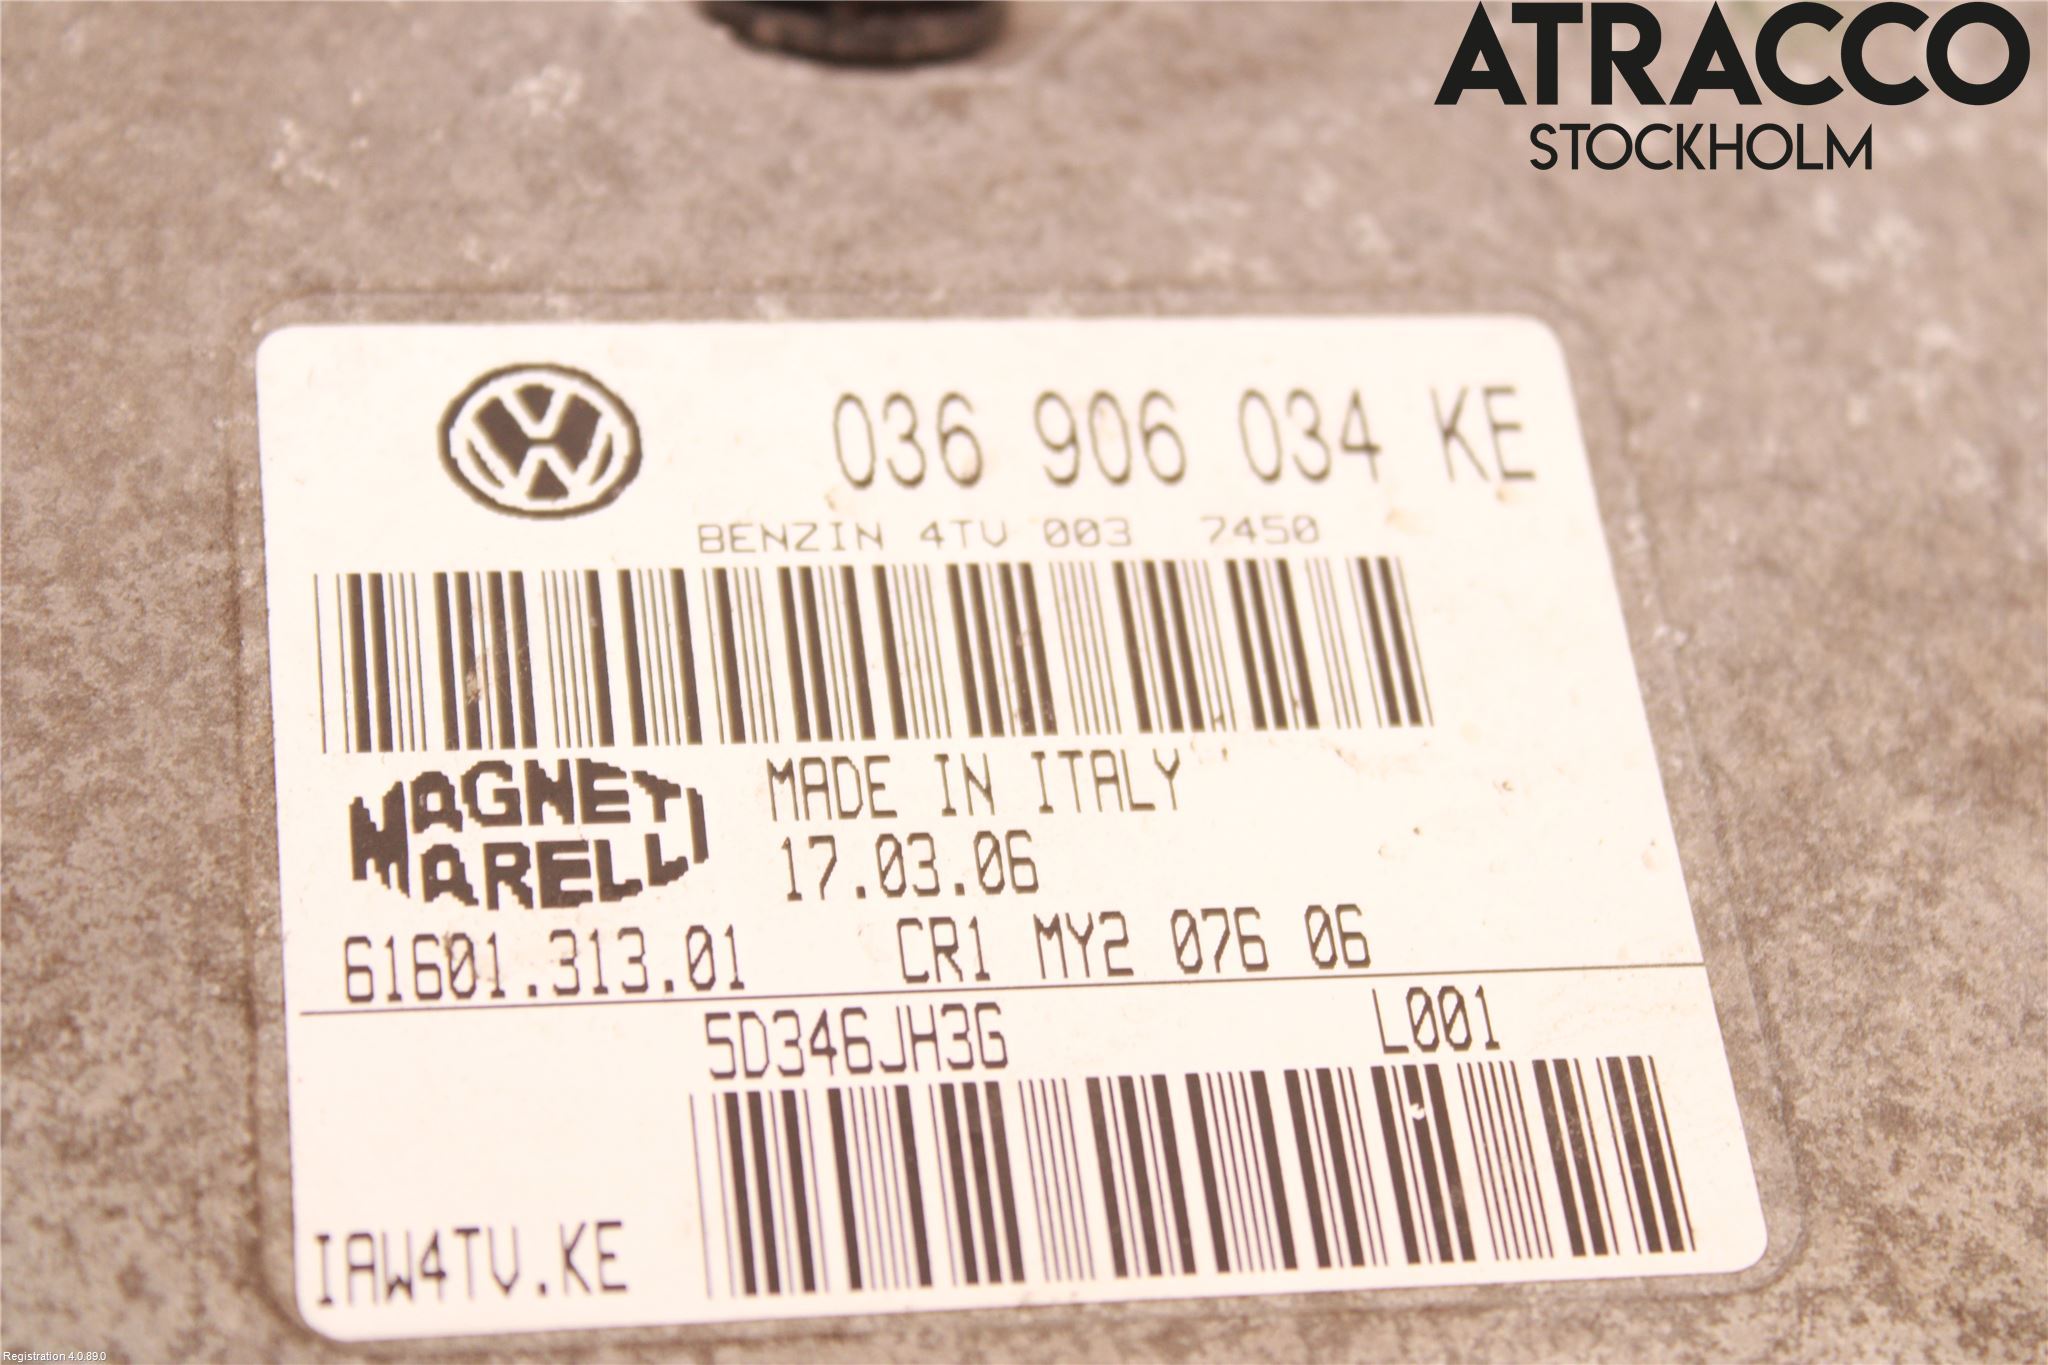 ATRACCO
STOCKHOLM
036 906 034 KE
BENZIN 4TV 003 7450
MAGNETI
MARELLI
MADE IN ITALY
17.03.06
61601.313.01 CR1 MY2 076 06
5D346JH3G L001
IAW4TV.KE
Registration 4.0.89.0